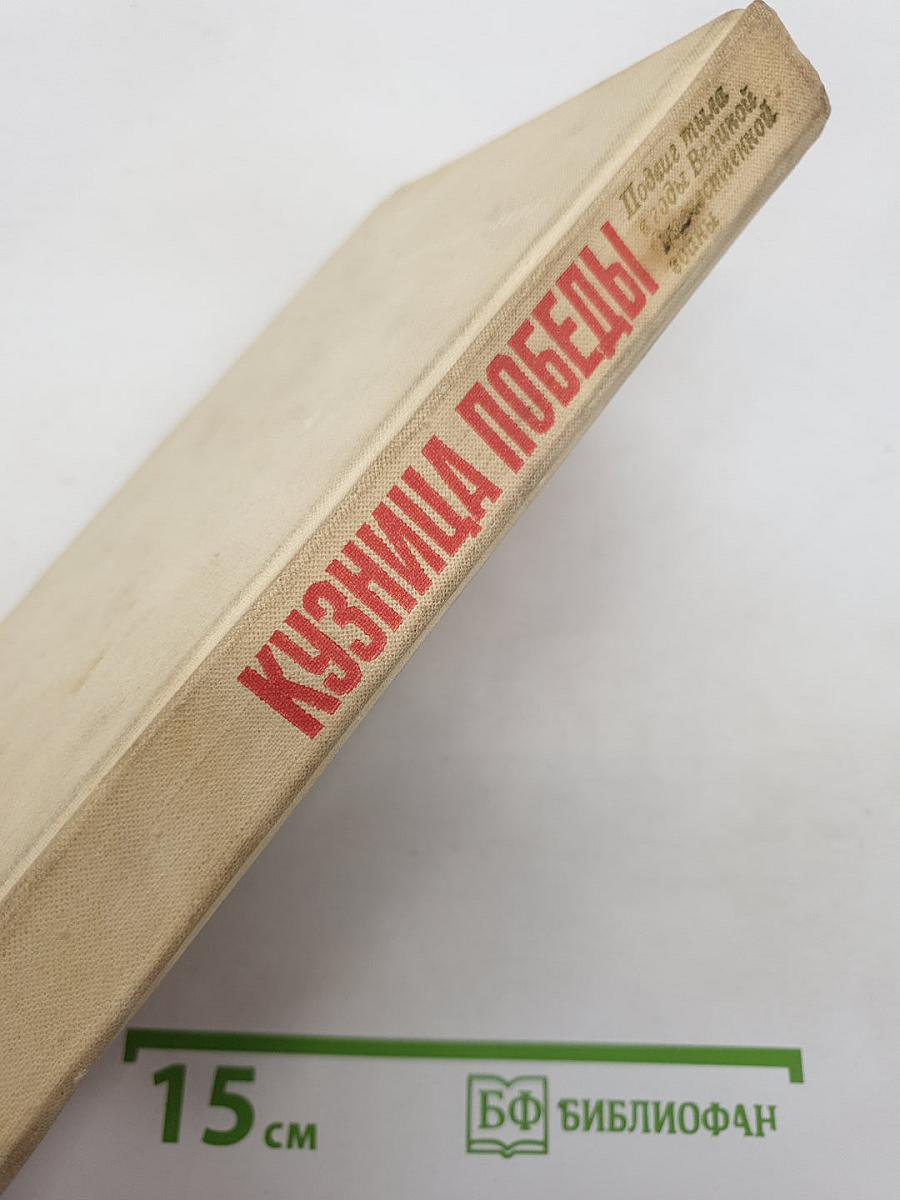 КУЗНИЦА ПОБЕДЫ
Подвиг тыла
в годы Великой
Отечественной
войны
15 см
БФ БИБЛИОФАН